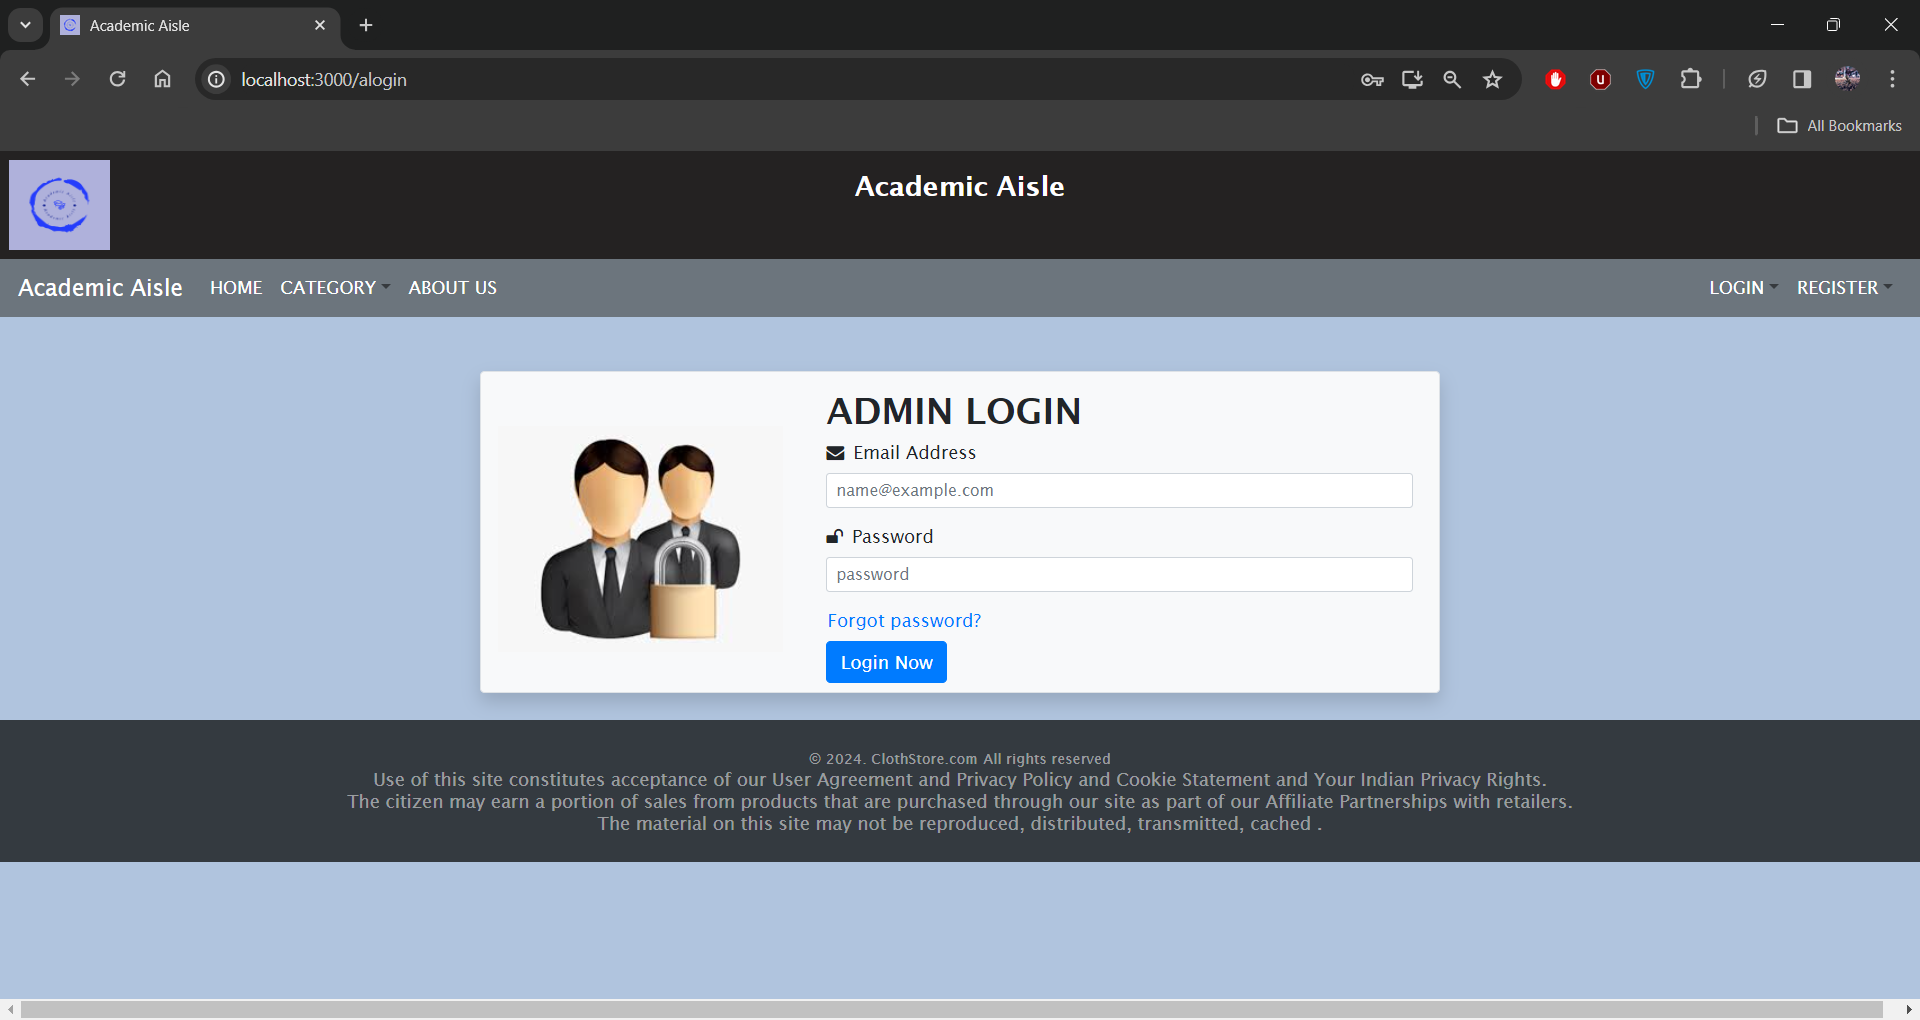 Academic Aisle
localhost:3000/alogin
All Bookmarks
Academic Aisle
Academic Aisle HOME CATEGORY ABOUT US LOGIN REGISTER
ADMIN LOGIN
Email Address
name@example.com
Password
password
Forgot password?
Login Now
© 2024. ClothStore.com All rights reserved
Use of this site constitutes acceptance of our User Agreement and Privacy Policy and Cookie Statement and Your Indian Privacy Rights.
The citizen may earn a portion of sales from products that are purchased through our site as part of our Affiliate Partnerships with retailers.
The material on this site may not be reproduced, distributed, transmitted, cached .